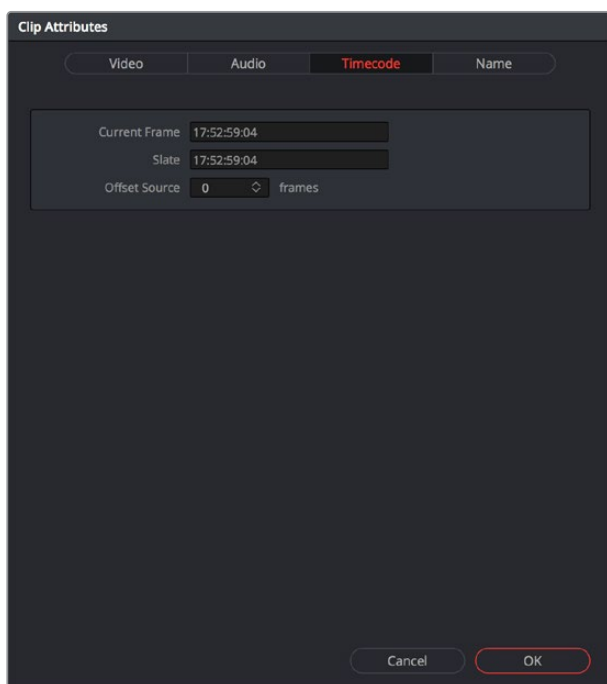 Clip Attributes
Video Audio Timecode Name
Current Frame 17:52:59:04
Slate 17:52:59:04
Offset Source 0 frames
Cancel OK